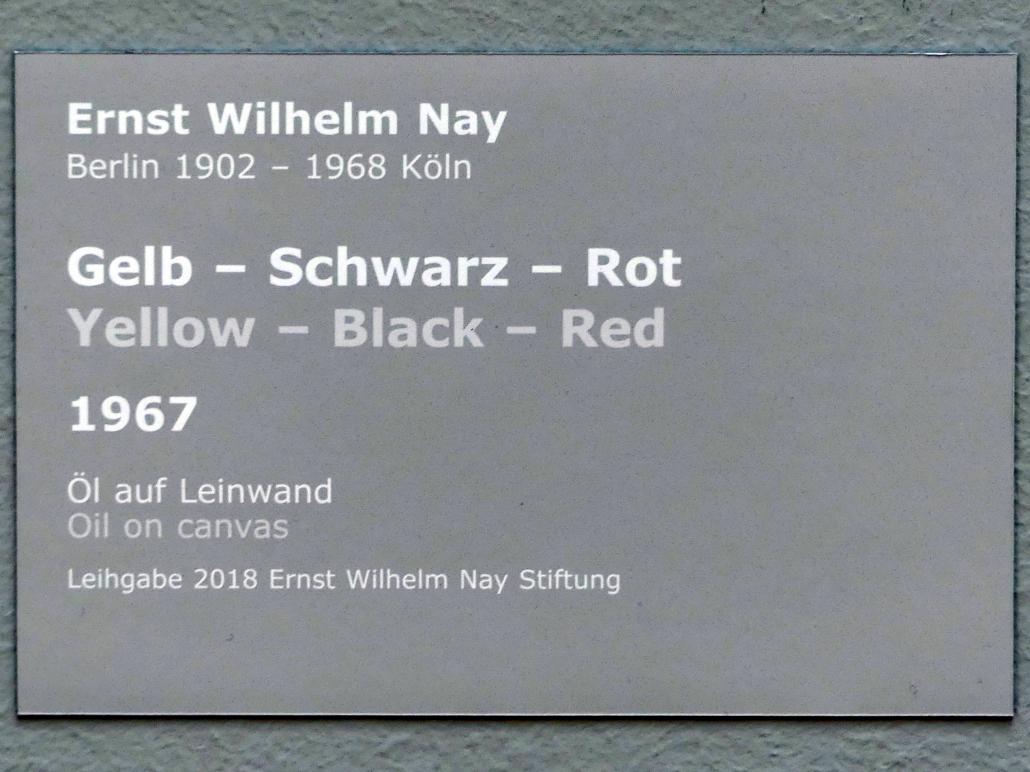 Ernst Wilhelm Nay
Berlin 1902 – 1968 Köln
Gelb – Schwarz – Rot
Yellow – Black – Red
1967
Öl auf Leinwand
Oil on canvas
Leihgabe 2018 Ernst Wilhelm Nay Stiftung